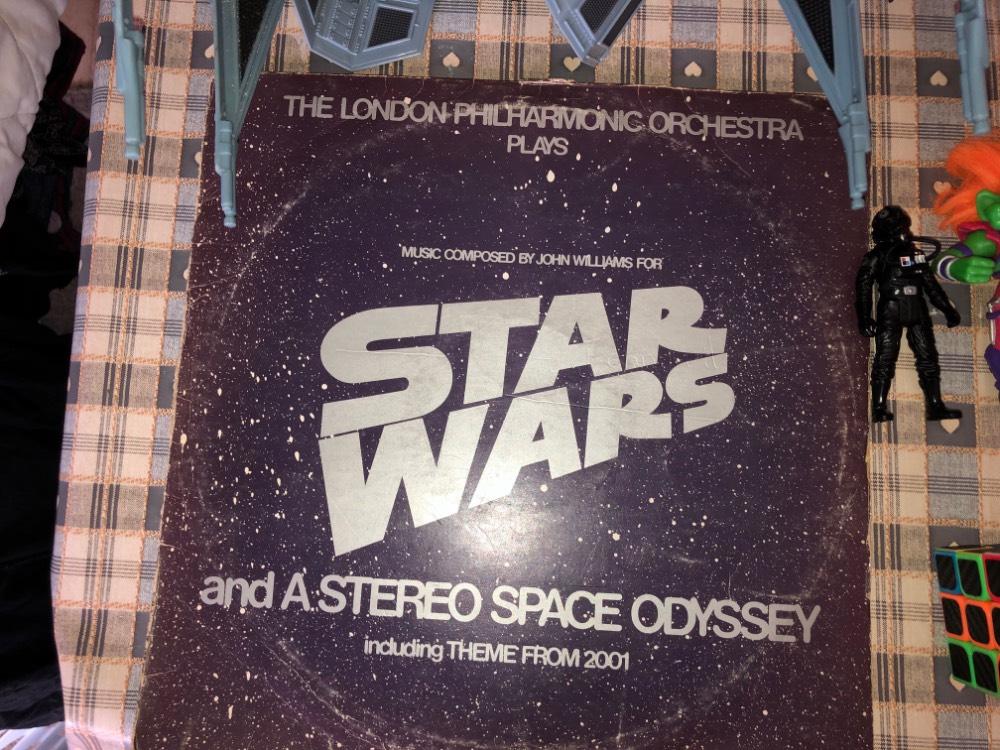 THE LONDON PHILHARMONIC ORCHESTRA
PLAYS
MUSIC COMPOSED BY JOHN WILLIAMS FOR
STAR
WARS
and A STEREO SPACE ODYSSEY
including THEME FROM 2001